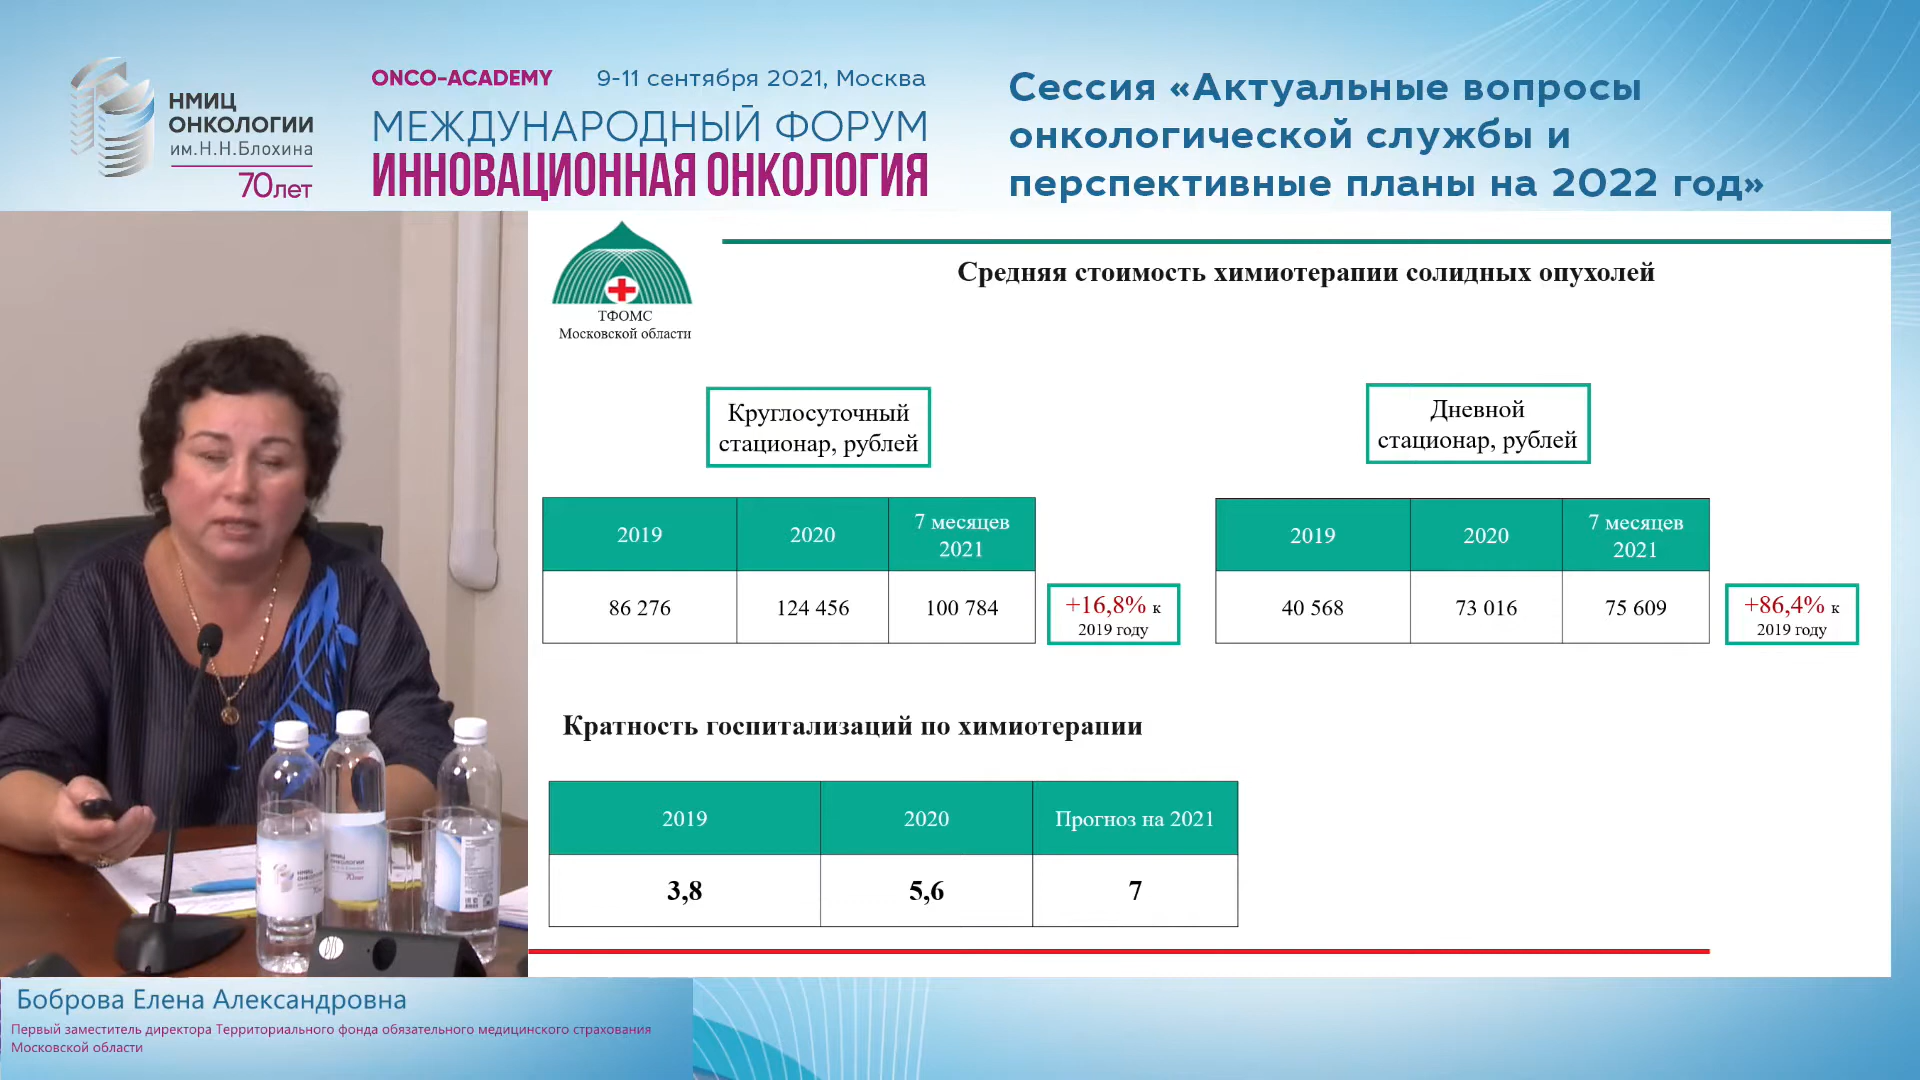 НМИЦ
ОНКОЛОГИИ
им.Н.Н.Блохина
70лет
ONCO-ACADEMY 9-11 сентября 2021, Москва
МЕЖДУНАРОДНЫЙ ФОРУМ
ИННОВАЦИОННАЯ ОНКОЛОГИЯ
Сессия «Актуальные вопросы
онкологической службы и
перспективные планы на 2022 год»
ТФОМС
Московской области
Средняя стоимость химиотерапии солидных опухолей
Круглосуточный
стационар, рублей
2019 2020 7 месяцев 2021
86 276 124 456 100 784
+16,8% к
2019 году
Дневной
стационар, рублей
2019 2020 7 месяцев 2021
40 568 73 016 75 609
+86,4% к
2019 году
Кратность госпитализаций по химиотерапии
2019 2020 Прогноз на 2021
3,8 5,6 7
НМИЦ
ОНКОЛОГИИ
Боброва Елена Александровна
Первый заместитель директора Территориального фонда обязательного медицинского страхования
Московской области